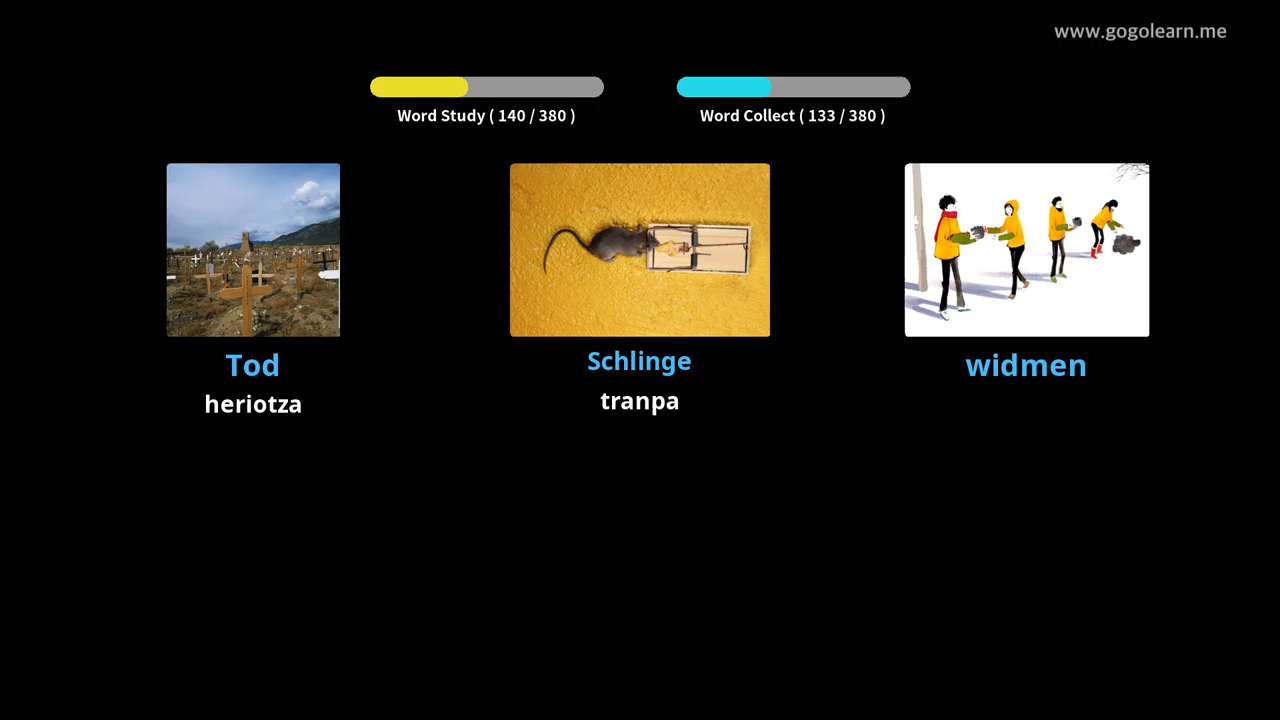 www.gogolearn.me
Word Study ( 140 / 380 )
Word Collect ( 133 / 380 )
Tod
heriotza
Schlinge
tranpa
widmen